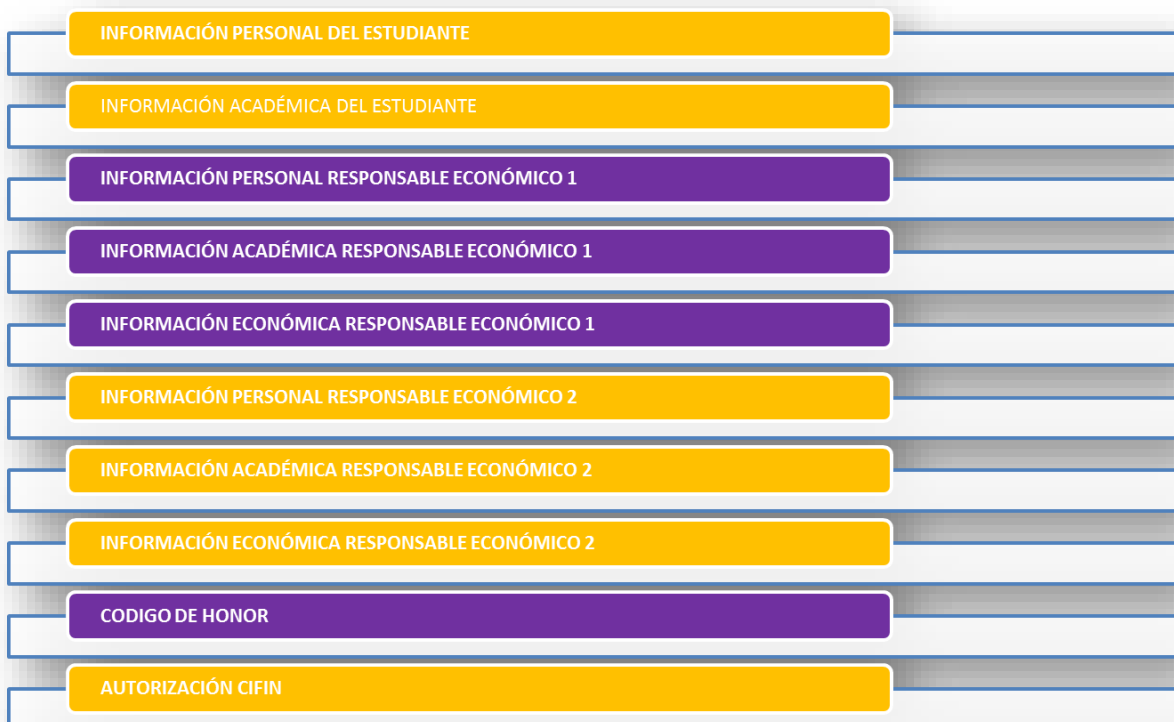 INFORMACIÓN PERSONAL DEL ESTUDIANTE
INFORMACIÓN ACADÉMICA DEL ESTUDIANTE
INFORMACIÓN PERSONAL RESPONSABLE ECONÓMICO 1
INFORMACIÓN ACADÉMICA RESPONSABLE ECONÓMICO 1
INFORMACIÓN ECONÓMICA RESPONSABLE ECONÓMICO 1
INFORMACIÓN PERSONAL RESPONSABLE ECONÓMICO 2
INFORMACIÓN ACADÉMICA RESPONSABLE ECONÓMICO 2
INFORMACIÓN ECONÓMICA RESPONSABLE ECONÓMICO 2
CODIGO DE HONOR
AUTORIZACIÓN CIFIN